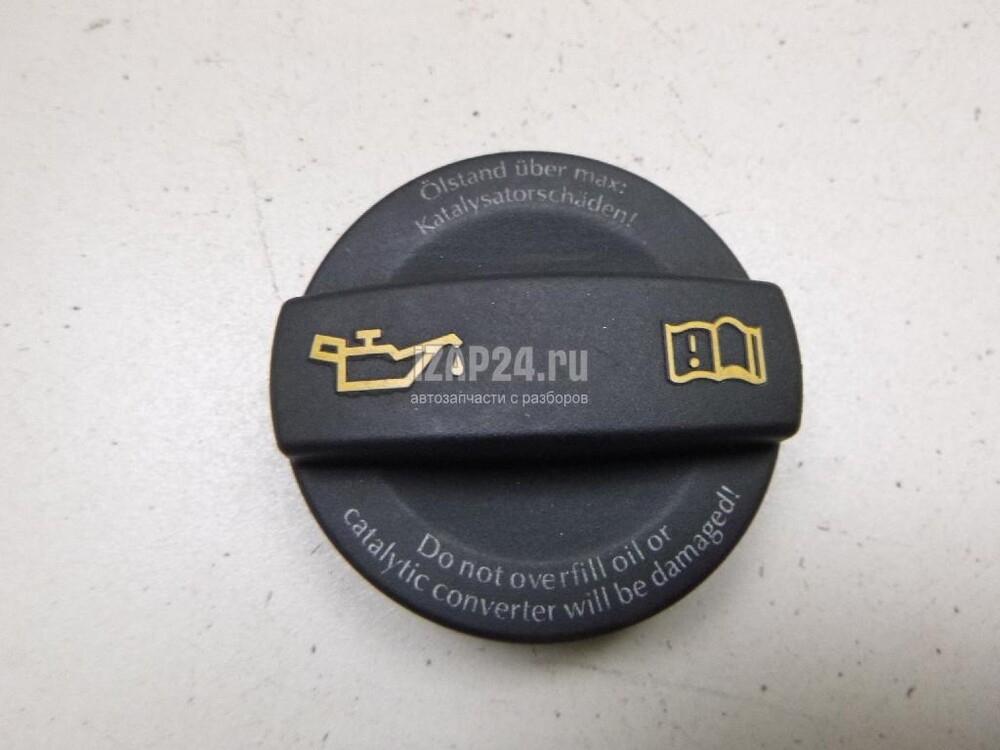 Ölstand über max:
Katalysatorschäden!
iZAP24.ru
автозапчасти с разборов
Do not overfill oil or
catalytic converter will be damaged!